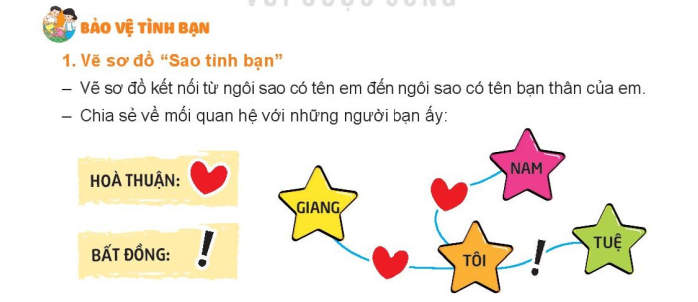 BẢO VỆ TÌNH BẠN
1. Vẽ sơ đồ “Sao tình bạn”
– Vẽ sơ đồ kết nối từ ngôi sao có tên em đến ngôi sao có tên bạn thân của em.
– Chia sẻ về mối quan hệ với những người bạn ấy:
HOÀ THUẬN:
BẤT ĐỒNG: !
GIANG
NAM
TÔI
!
TUỆ